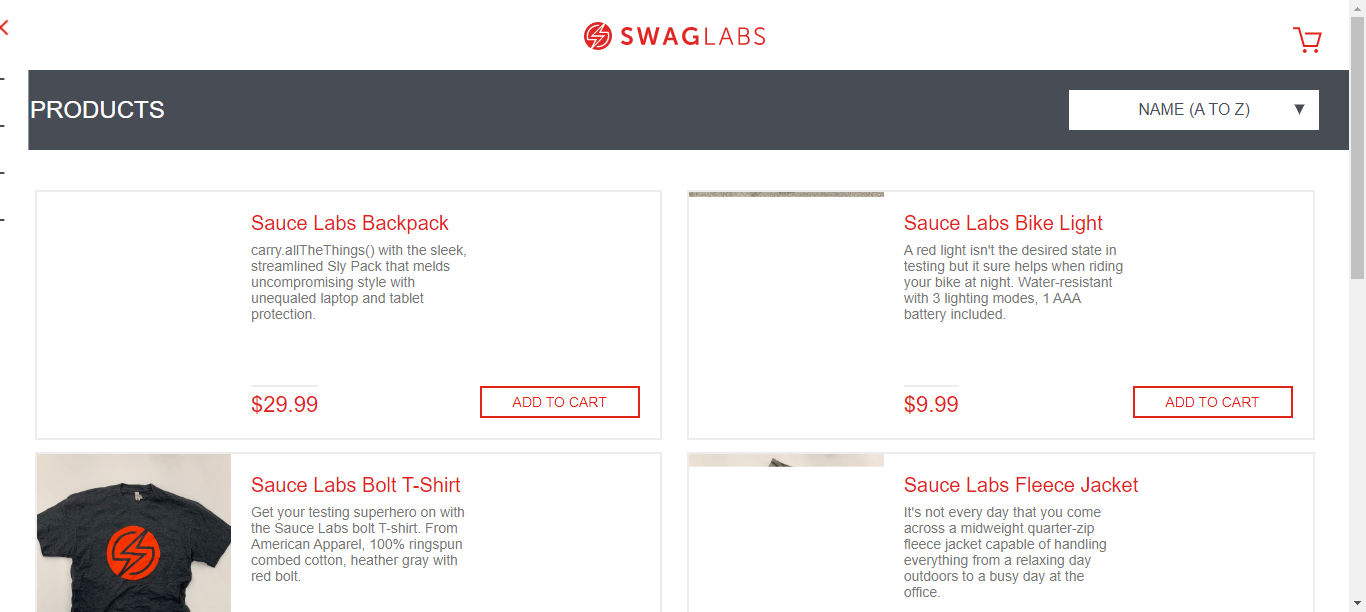 SWAGLABS
PRODUCTS
NAME (A TO Z)
Sauce Labs Backpack
carry.allTheThings() with the sleek,
streamlined Sly Pack that melds
uncompromising style with
unequaled laptop and tablet
protection.
$29.99
ADD TO CART
Sauce Labs Bike Light
A red light isn't the desired state in
testing but it sure helps when riding
your bike at night. Water-resistant
with 3 lighting modes, 1 AAA
battery included.
$9.99
ADD TO CART
Sauce Labs Bolt T-Shirt
Get your testing superhero on with
the Sauce Labs bolt T-shirt. From
American Apparel, 100% ringspun
combed cotton, heather gray with
red bolt.
Sauce Labs Fleece Jacket
It's not every day that you come
across a midweight quarter-zip
fleece jacket capable of handling
everything from a relaxing day
outdoors to a busy day at the
office.